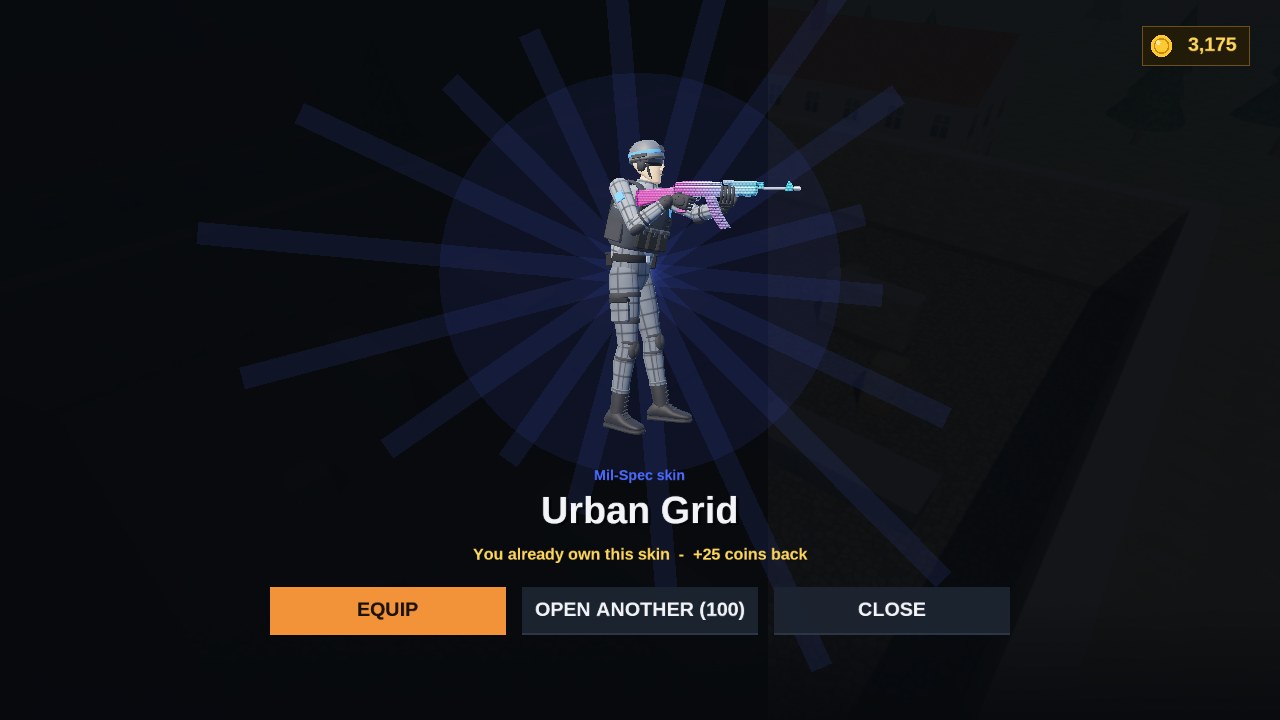 3,175
Mil-Spec skin
Urban Grid
You already own this skin - +25 coins back
EQUIP
OPEN ANOTHER (100)
CLOSE